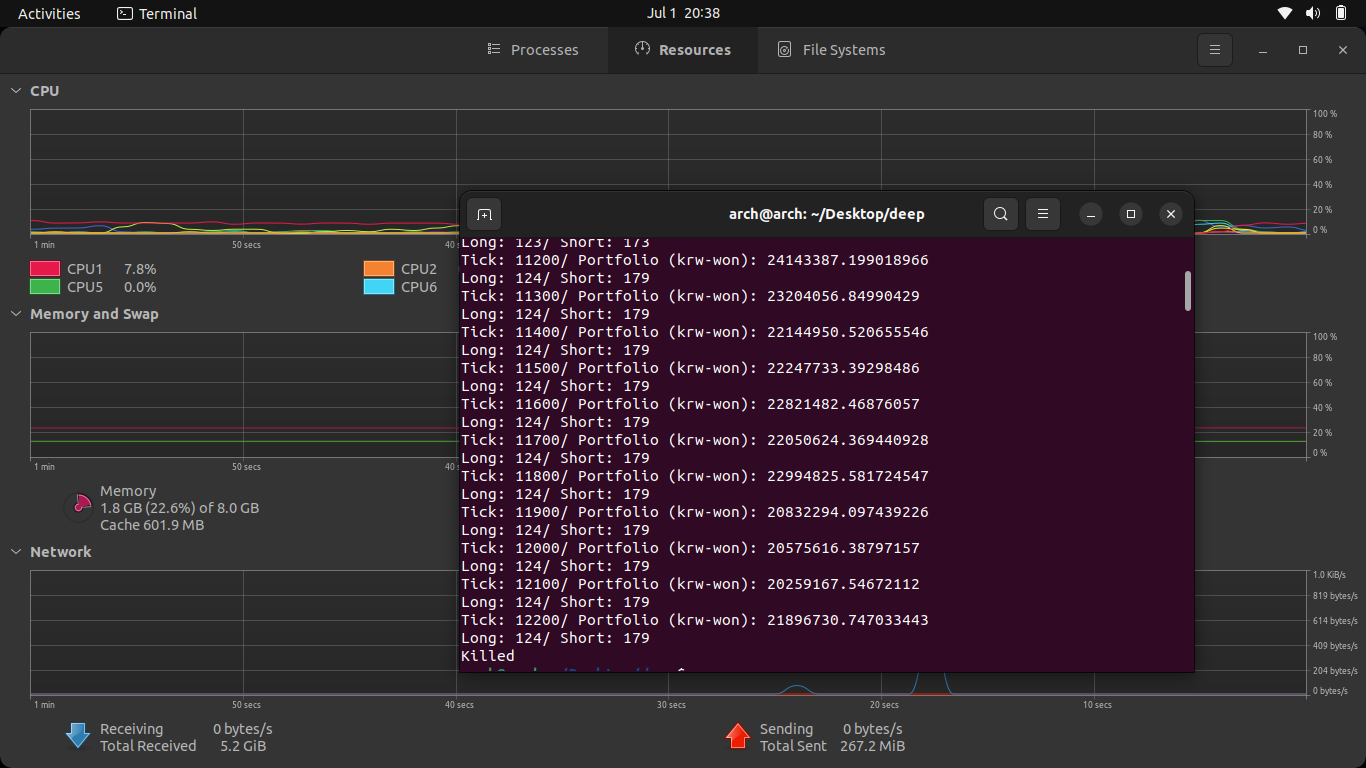 Activities
Terminal
Jul 1 20:38
Processes
Resources
File Systems
CPU
100 %
80 %
60 %
40 %
20 %
0 %
1 min
50 secs
40
CPU1 7.8%
CPU2
CPU5 0.0%
CPU6
Memory and Swap
100 %
80 %
60 %
40 %
20 %
0 %
1 min
50 secs
40
Memory
1.8 GB (22.6%) of 8.0 GB
Cache 601.9 MB
arch@arch: ~/Desktop/deep
Long: 123/ Short: 173
Tick: 11200/ Portfolio (krw-won): 24143387.199018966
Long: 124/ Short: 179
Tick: 11300/ Portfolio (krw-won): 23204056.84990429
Long: 124/ Short: 179
Tick: 11400/ Portfolio (krw-won): 22144950.520655546
Long: 124/ Short: 179
Tick: 11500/ Portfolio (krw-won): 22247733.39298486
Long: 124/ Short: 179
Tick: 11600/ Portfolio (krw-won): 22821482.46876057
Long: 124/ Short: 179
Tick: 11700/ Portfolio (krw-won): 22050624.369440928
Long: 124/ Short: 179
Tick: 11800/ Portfolio (krw-won): 22994825.581724547
Long: 124/ Short: 179
Tick: 11900/ Portfolio (krw-won): 20832294.097439226
Long: 124/ Short: 179
Tick: 12000/ Portfolio (krw-won): 20575616.38797157
Long: 124/ Short: 179
Tick: 12100/ Portfolio (krw-won): 20259167.54672112
Long: 124/ Short: 179
Tick: 12200/ Portfolio (krw-won): 21896730.747033443
Long: 124/ Short: 179
Killed
Network
1.0 KiB/s
819 bytes/s
614 bytes/s
409 bytes/s
204 bytes/s
0 bytes/s
1 min
50 secs
40 secs
30 secs
20 secs
10 secs
Receiving 0 bytes/s
Total Received 5.2 GiB
Sending 0 bytes/s
Total Sent 267.2 MiB